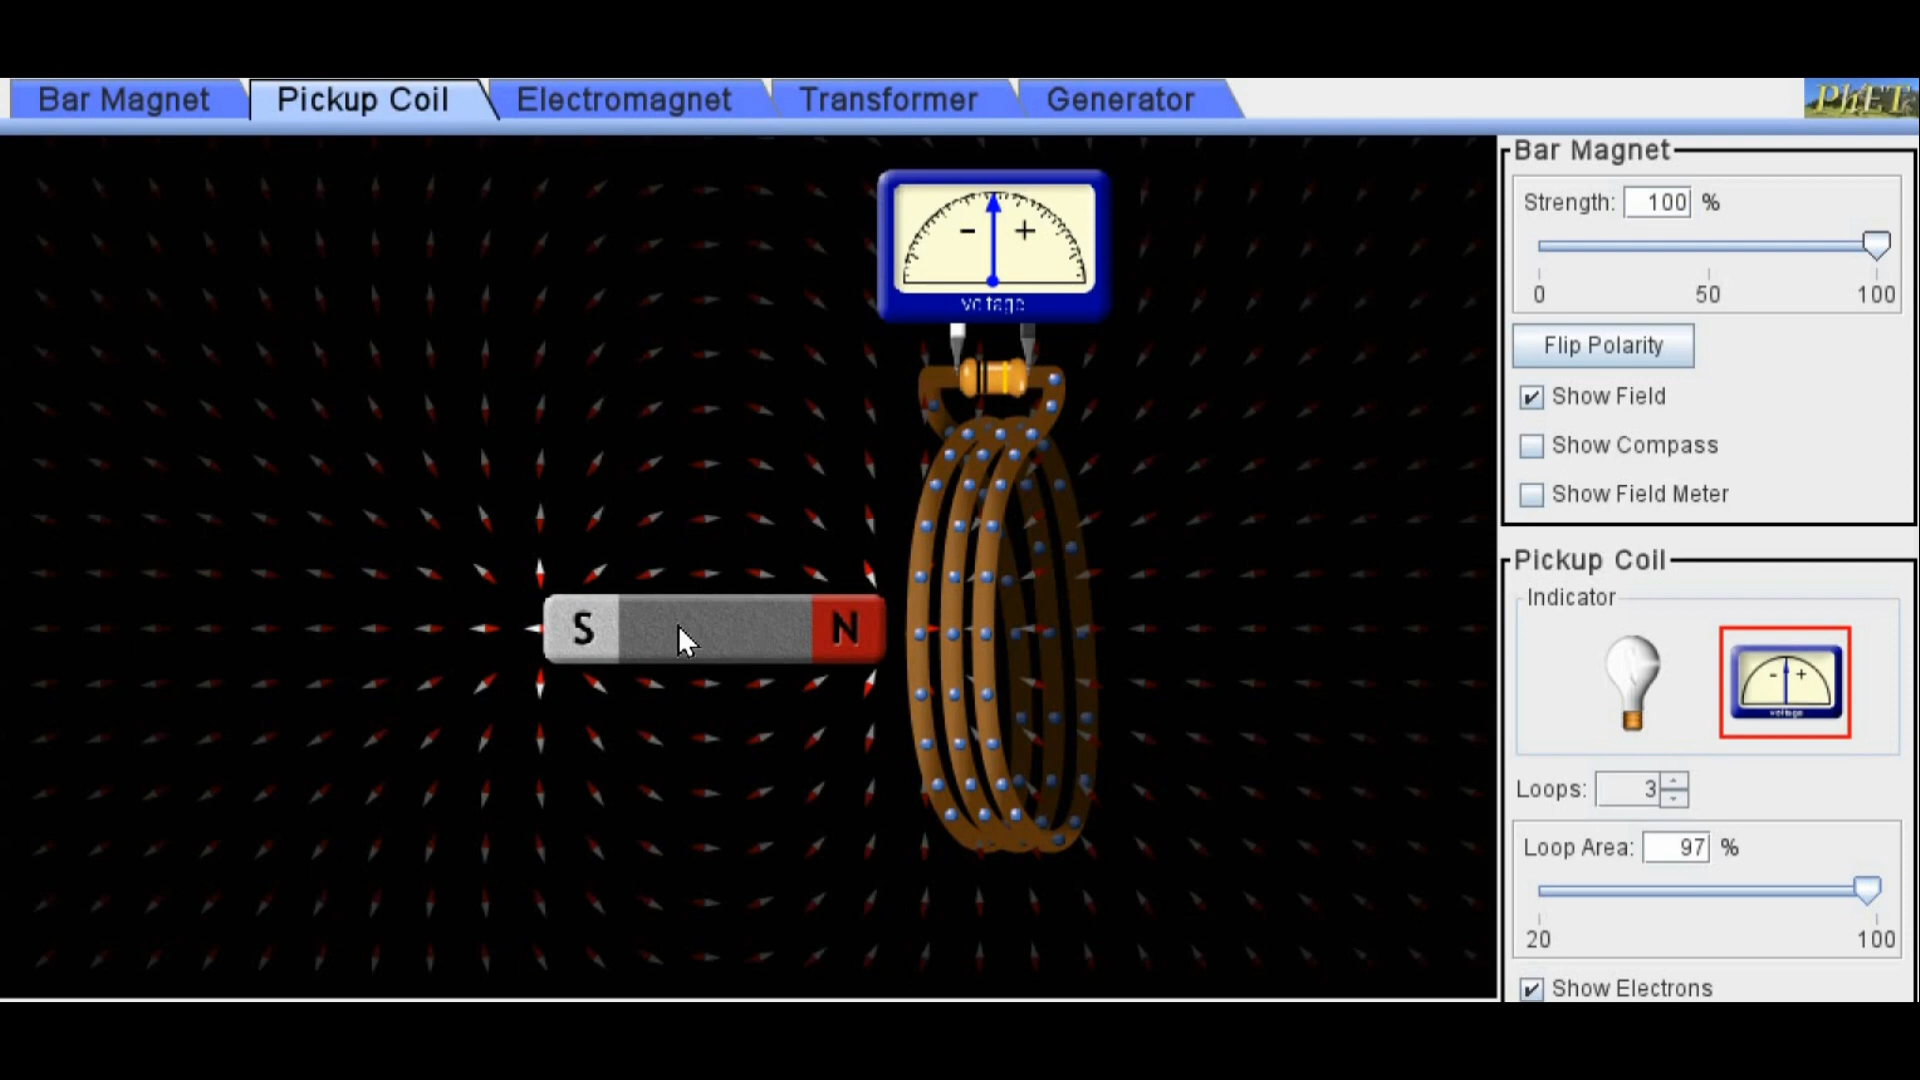 Bar Magnet
Pickup Coil
Electromagnet
Transformer
Generator
PhET
- +
voltage
S
N
Bar Magnet
Strength: 100 %
0 50 100
Flip Polarity
Show Field
Show Compass
Show Field Meter
Pickup Coil
Indicator
- +
voltage
Loops: 3
Loop Area: 97 %
20 100
Show Electrons